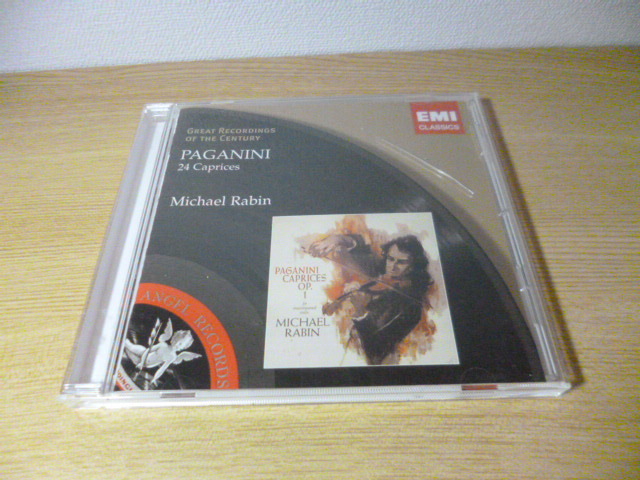 GREAT RECORDINGS
OF THE CENTURY
EMI
CLASSICS
PAGANINI
24 Caprices
Michael Rabin
PAGANINI
CAPRICES
OP.
1
MICHAEL
RABIN
ANGEL RECORDS